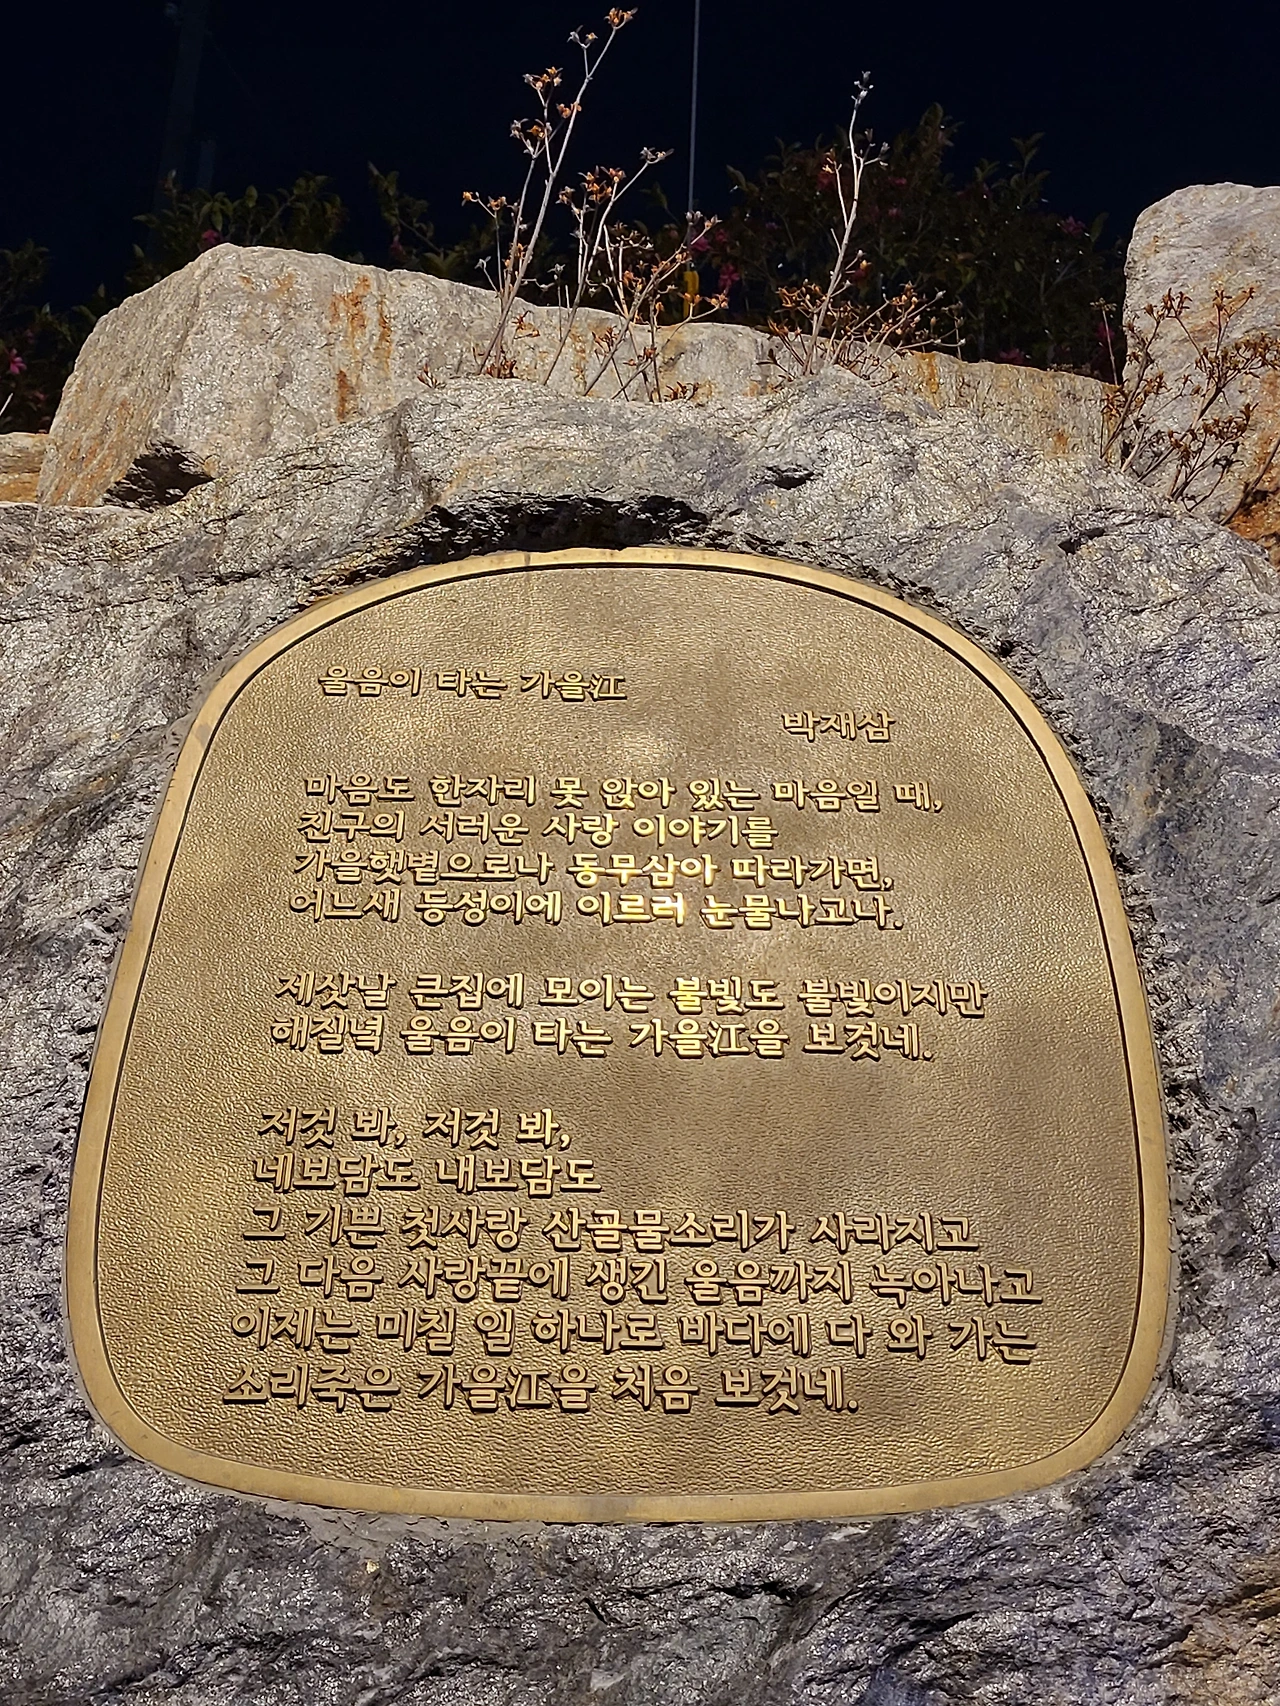 울음이 타는 가을江
박재삼
마음도 한자리 못 앉아 있는 마음일 때,
친구의 서러운 사랑 이야기를
가을햇볕으로나 동무삼아 따라가면,
어느새 등성이에 이르러 눈물나고나.
제삿날 큰집에 모이는 불빛도 불빛이지만
해질녘 울음이 타는 가을江을 보것네.
저것 봐, 저것 봐,
네보담도 내보담도
그 기쁜 첫사랑 산골물소리가 사라지고
그 다음 사랑끝에 생긴 울음까지 녹아나고
이제는 미칠 일 하나로 바다에 다 와 가는
소리죽은 가을江을 처음 보것네.